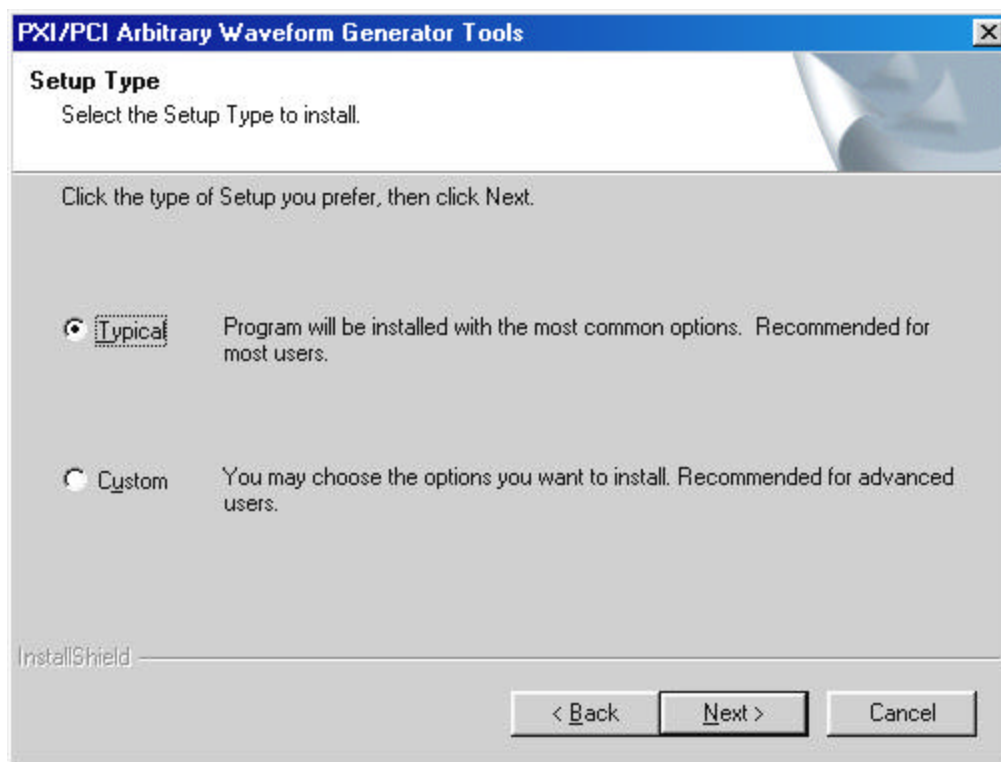 PXI/PCI Arbitrary Waveform Generator Tools
Setup Type
Select the Setup Type to install.
Click the type of Setup you prefer, then click Next.
Typical
Program will be installed with the most common options. Recommended for
most users.
Custom
You may choose the options you want to install. Recommended for advanced
users.
InstallShield
< Back
Next >
Cancel